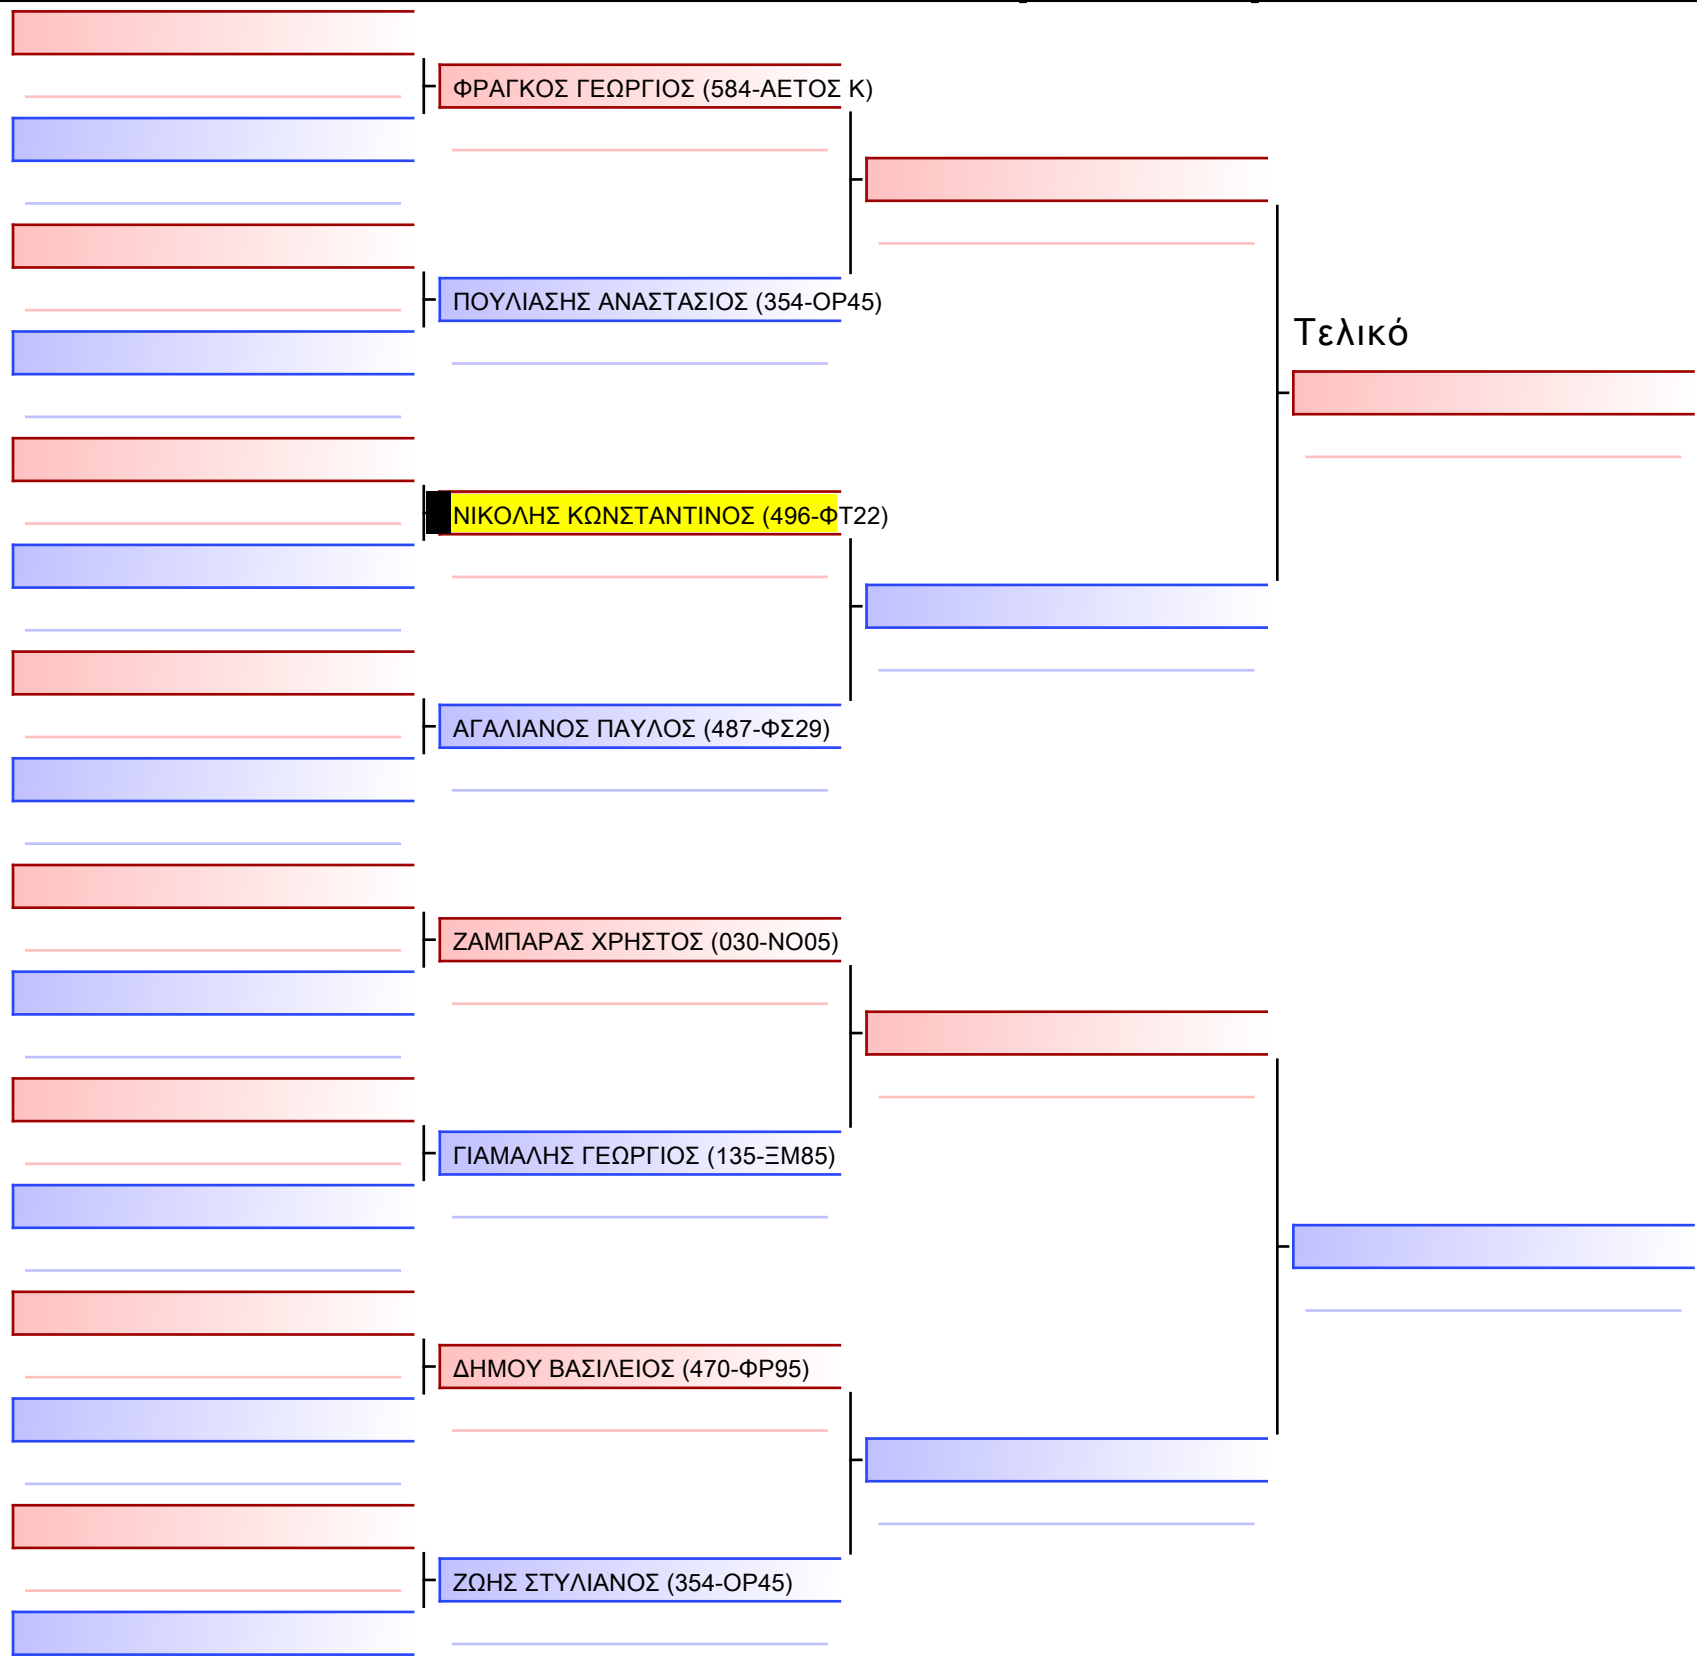 ΦΡΑΓΚΟΣ ΓΕΩΡΓΙΟΣ (584-ΑΕΤΟΣ Κ)
ΠΟΥΛΙΑΣΗΣ ΑΝΑΣΤΑΣΙΟΣ (354-ΟΡ45)
Τελικό
ΝΙΚΟΛΗΣ ΚΩΝΣΤΑΝΤΙΝΟΣ (496-ΦΤ22)
ΑΓΑΛΙΑΝΟΣ ΠΑΥΛΟΣ (487-ΦΣ29)
ΖΑΜΠΑΡΑΣ ΧΡΗΣΤΟΣ (030-ΝΟ05)
ΓΙΑΜΑΛΗΣ ΓΕΩΡΓΙΟΣ (135-ΞΜ85)
ΔΗΜΟΥ ΒΑΣΙΛΕΙΟΣ (470-ΦΡ95)
ΖΩΗΣ ΣΤΥΛΙΑΝΟΣ (354-ΟΡ45)